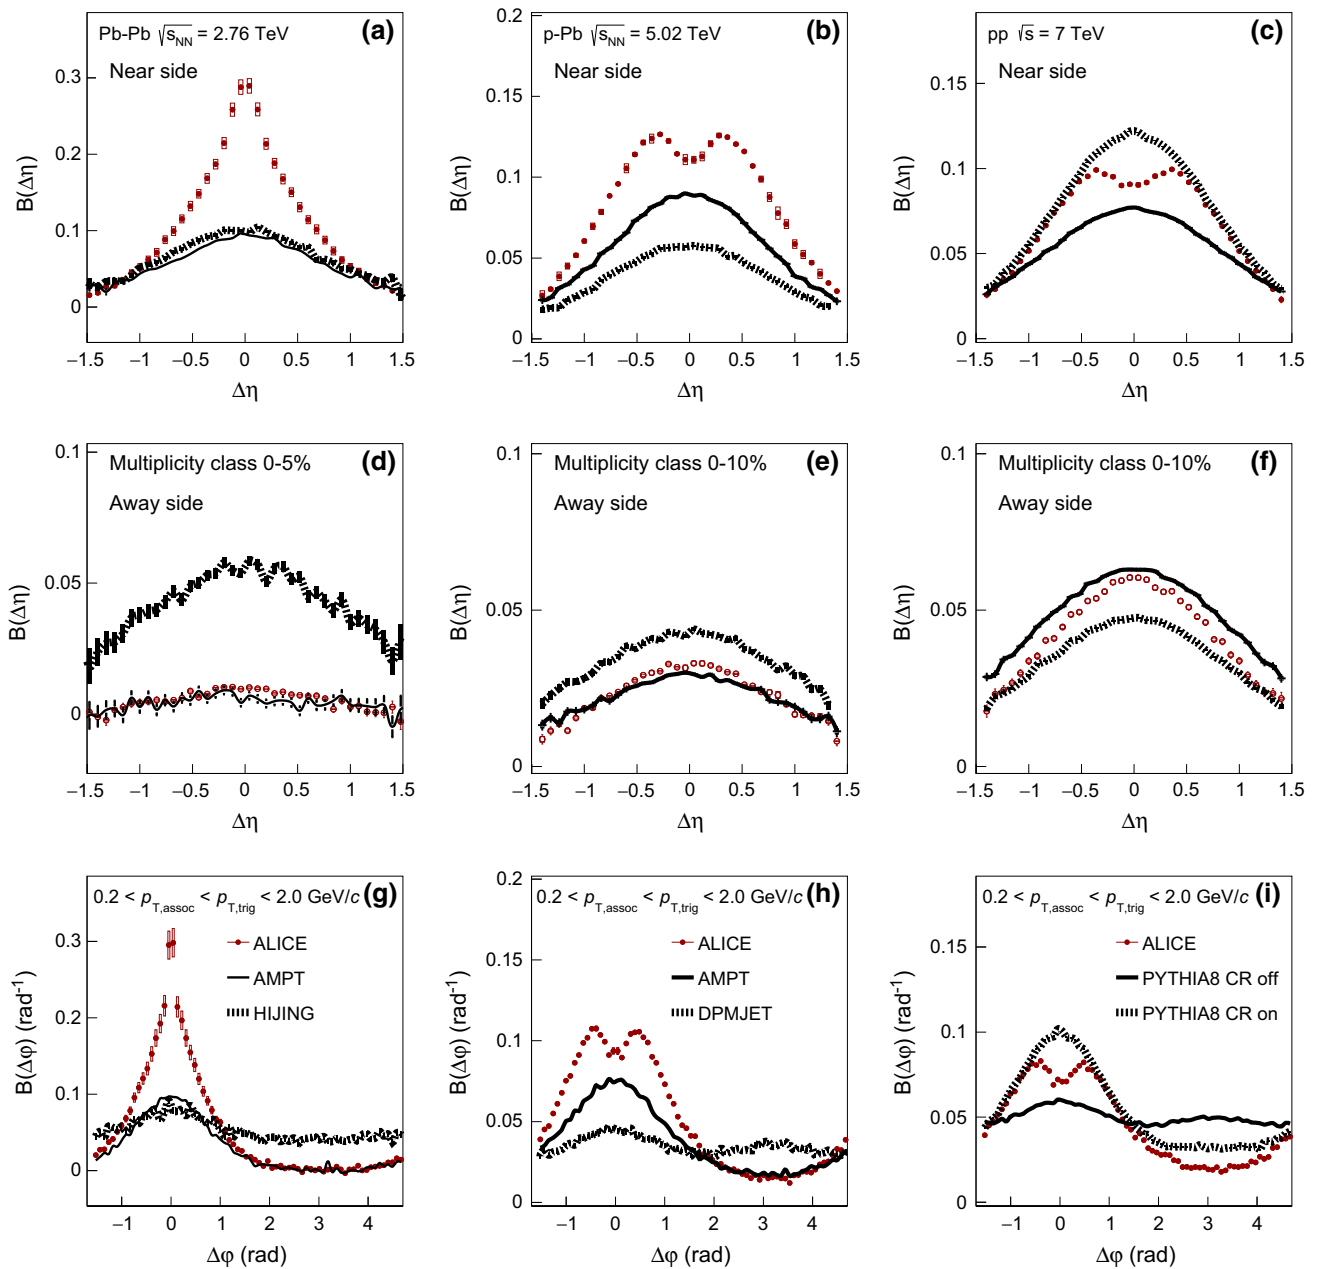 Pb-Pb √sNN = 2.76 TeV (a)
Near side
0.3
0.2
0.1
0
B(Δη)
−1.5 −1 −0.5 0 0.5 1 1.5
Δη
p-Pb √sNN = 5.02 TeV (b)
Near side
0.2
0.15
0.1
0.05
0
B(Δη)
−1.5 −1 −0.5 0 0.5 1 1.5
Δη
pp √s = 7 TeV (c)
Near side
0.15
0.1
0.05
0
B(Δη)
−1.5 −1 −0.5 0 0.5 1 1.5
Δη
Multiplicity class 0-5% (d)
Away side
0.1
0.05
0
B(Δη)
−1.5 −1 −0.5 0 0.5 1 1.5
Δη
Multiplicity class 0-10% (e)
Away side
0.1
0.05
0
B(Δη)
−1.5 −1 −0.5 0 0.5 1 1.5
Δη
Multiplicity class 0-10% (f)
Away side
0.1
0.05
0
B(Δη)
−1.5 −1 −0.5 0 0.5 1 1.5
Δη
0.2 < pT,assoc < pT,trig < 2.0 GeV/c (g)
ALICE
AMPT
HIJING
0.3
0.2
0.1
0
B(Δφ) (rad-1)
−1 0 1 2 3 4
Δφ (rad)
0.2 < pT,assoc < pT,trig < 2.0 GeV/c (h)
ALICE
AMPT
DPMJET
0.2
0.15
0.1
0.05
0
B(Δφ) (rad-1)
−1 0 1 2 3 4
Δφ (rad)
0.2 < pT,assoc < pT,trig < 2.0 GeV/c (i)
ALICE
PYTHIA8 CR off
PYTHIA8 CR on
0.15
0.1
0.05
0
B(Δφ) (rad-1)
−1 0 1 2 3 4
Δφ (rad)